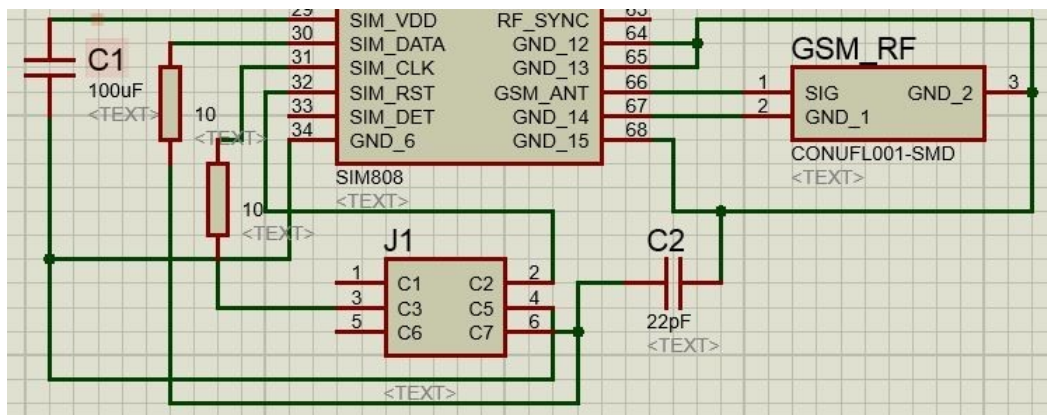 29 SIM_VDD RF_SYNC 63
30 SIM_DATA GND_12 64
31 SIM_CLK GND_13 65
32 SIM_RST GSM_ANT 66
33 SIM_DET GND_14 67
34 GND_6 GND_15 68
SIM808
<TEXT>
C1
100uF
<TEXT>
10
<TEXT>
10
<TEXT>
GSM_RF
1 SIG GND_2 3
2 GND_1
CONUFL001-SMD
<TEXT>
J1
1 C1 C2 2
3 C3 C5 4
5 C6 C7 6
<TEXT>
C2
22pF
<TEXT>